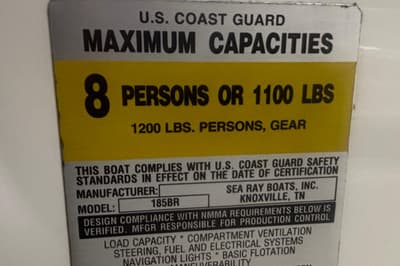 U.S. COAST GUARD
MAXIMUM CAPACITIES
8 PERSONS OR 1100 LBS
1200 LBS. PERSONS, GEAR
THIS BOAT COMPLIES WITH U.S. COAST GUARD SAFETY
STANDARDS IN EFFECT ON THE DATE OF CERTIFICATION
MANUFACTURER: SEA RAY BOATS, INC.
MODEL: 185BR KNOXVILLE, TN
DESIGN COMPLIANCE WITH NMMA REQUIREMENTS BELOW IS
VERIFIED. MFGR RESPONSIBLE FOR PRODUCTION CONTROL
LOAD CAPACITY * COMPARTMENT VENTILATION
STEERING, FUEL AND ELECTRICAL SYSTEMS
NAVIGATION LIGHTS * BASIC FLOTATION
MANEUVERABILITY